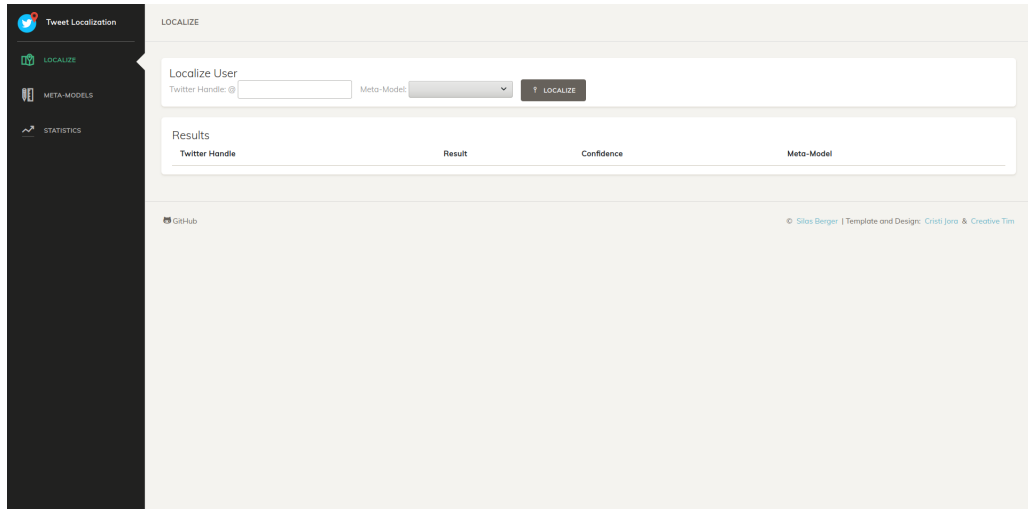 Tweet Localization
LOCALIZE
META-MODELS
STATISTICS
LOCALIZE
Localize User
Twitter Handle: @ Meta-Model: LOCALIZE
Results
Twitter Handle Result Confidence Meta-Model
GitHub
© Silas Berger | Template and Design: Cristi Jora & Creative Tim